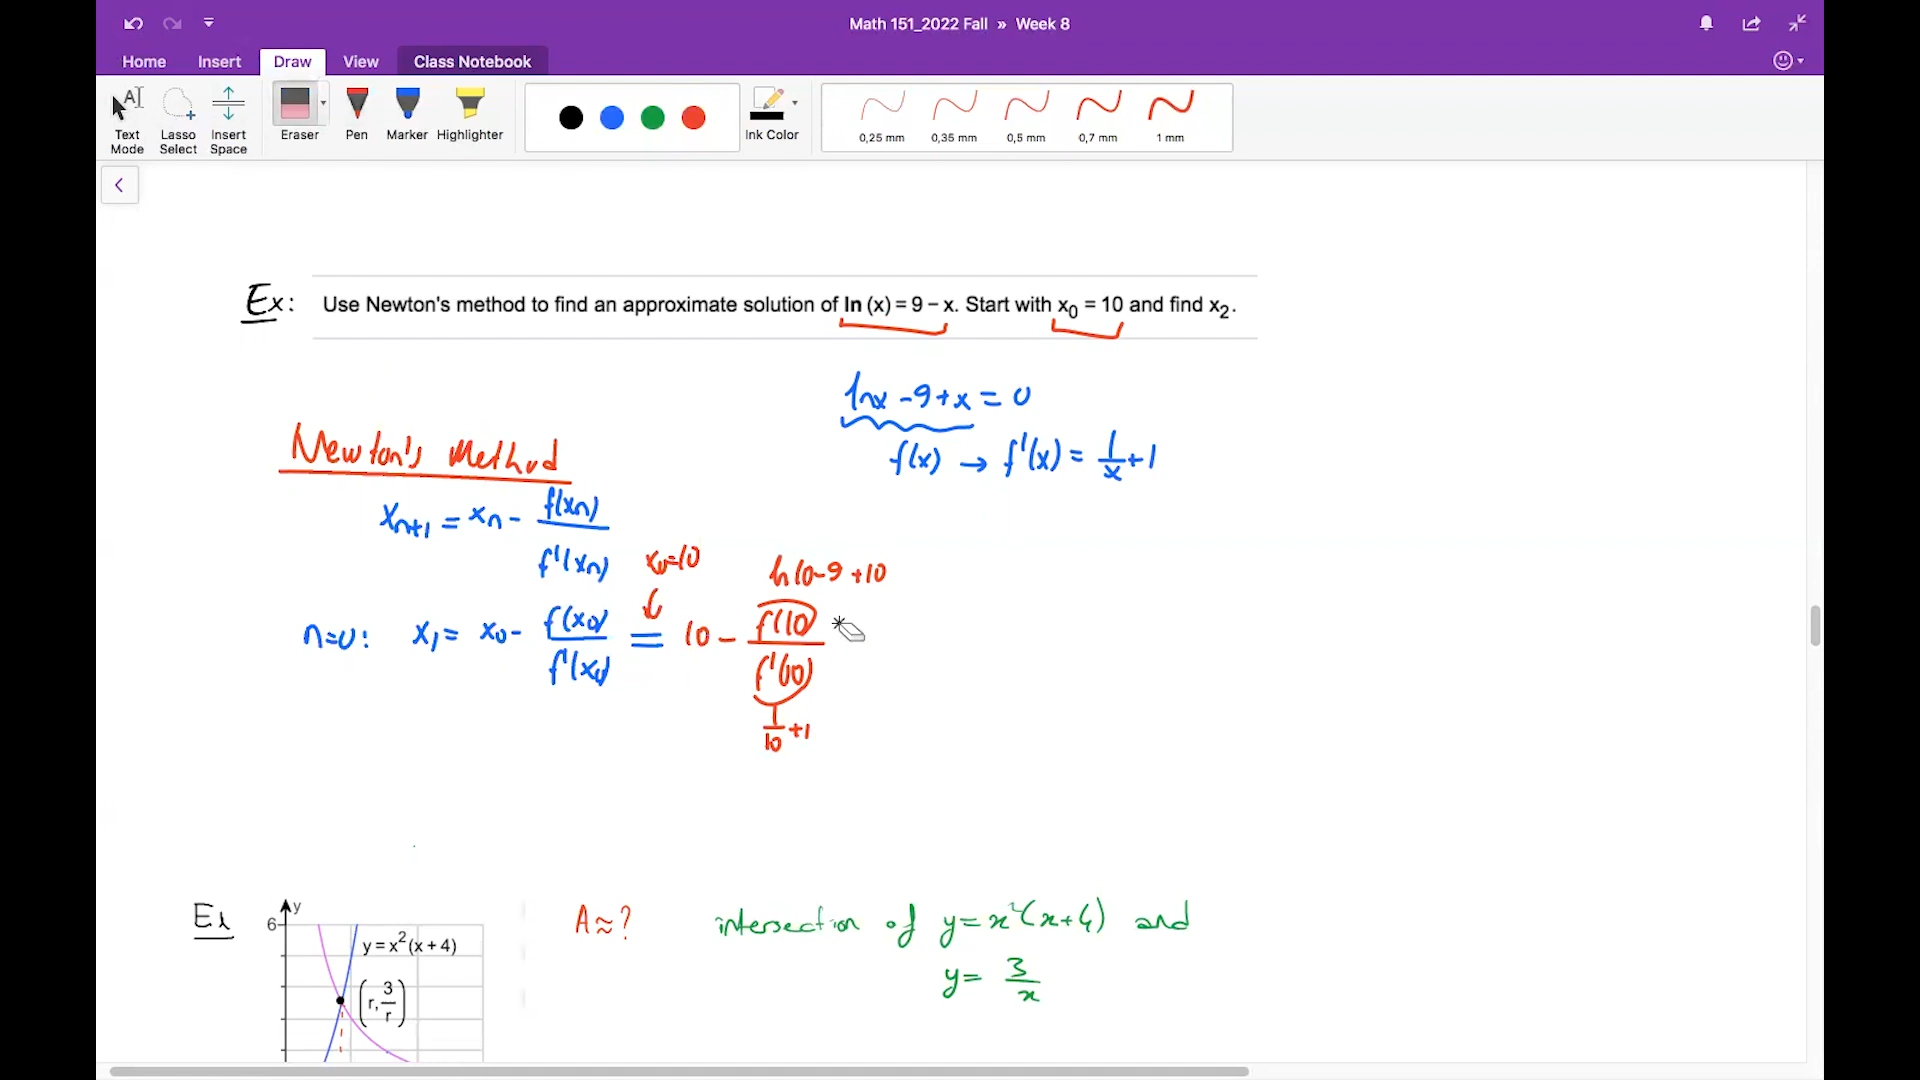 Math 151_2022 Fall » Week 8
Home Insert Draw View Class Notebook
Text Mode Lasso Select Insert Space Eraser Pen Marker Highlighter Ink Color 0,25 mm 0,35 mm 0,5 mm 0,7 mm 1 mm
Ex: Use Newton's method to find an approximate solution of ln (x) = 9 − x. Start with x₀ = 10 and find x₂.
lnx - 9 + x = 0
f(x) → f'(x) = 1/x + 1
Newton's Method
xₙ₊₁ = xₙ - f(xₙ)/f'(xₙ)
x₀=10
ln10-9+10
n=0: x₁ = x₀ - f(x₀)/f'(x₀) = 10 - f(10)/f'(10)
1/10 + 1
Ex
6
y
y = x²(x + 4)
(r, 3/r)
A≈?
intersection of y = x²(x+4) and
y = 3/x